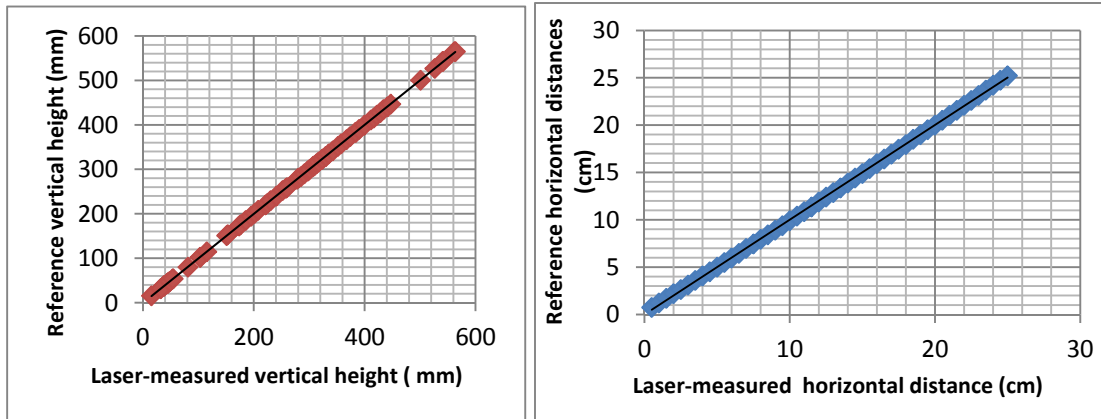 Reference vertical height (mm)
600
500
400
300
200
100
0
0 200 400 600
Laser-measured vertical height ( mm)
Reference horizontal distances
(cm)
30
25
20
15
10
5
0
0 10 20 30
Laser-measured horizontal distance (cm)